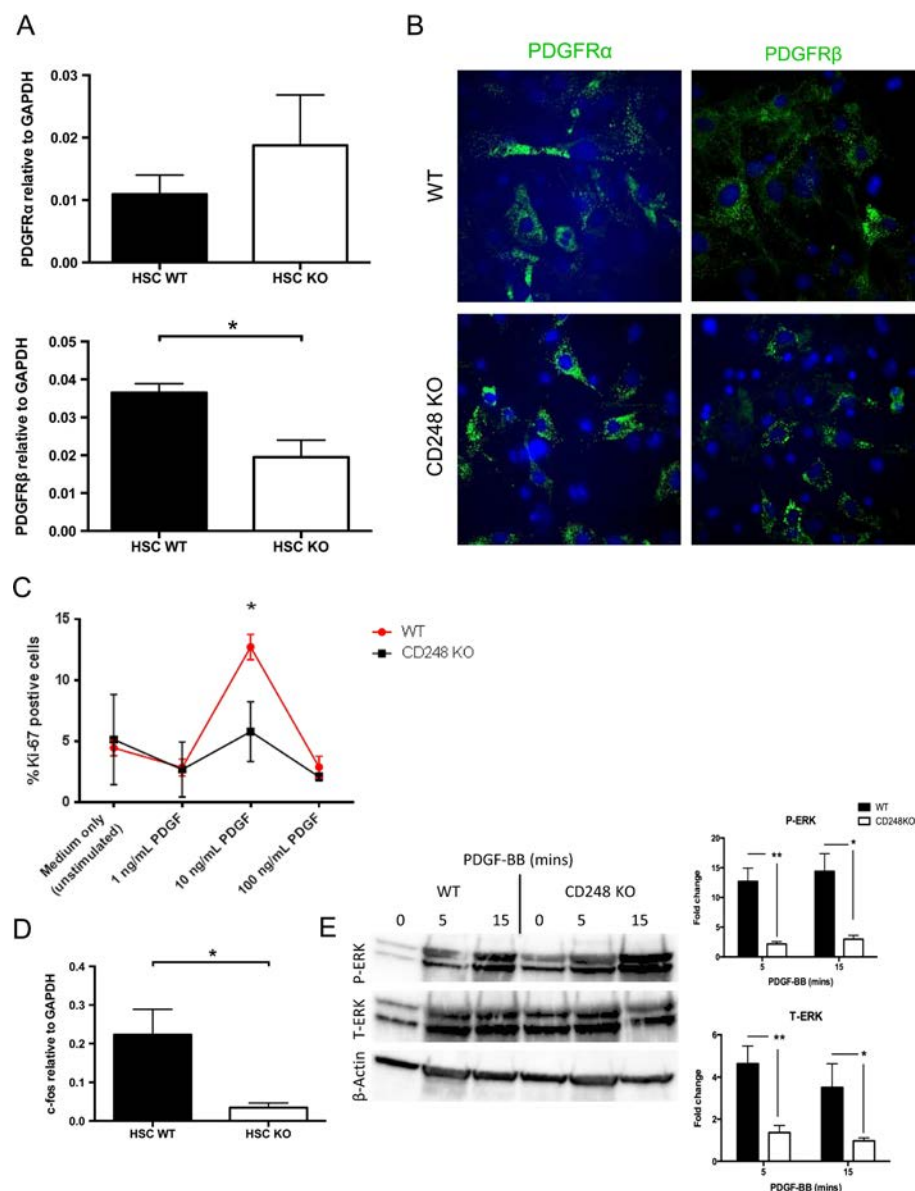 A
PDGFRα relative to GAPDH
0.03
0.02
0.01
0.00
HSC WT
HSC KO
*
PDGFRβ relative to GAPDH
0.05
0.04
0.03
0.02
0.01
0.00
HSC WT
HSC KO
B
PDGFRα
PDGFRβ
WT
CD248 KO
C
*
WT
CD248 KO
% Ki-67 postive cells
15
10
5
0
Medium only
(unstimulated)
1 ng/mL PDGF
10 ng/mL PDGF
100 ng/mL PDGF
D
*
c-fos relative to GAPDH
0.4
0.3
0.2
0.1
0.0
HSC WT
HSC KO
E
PDGF-BB (mins)
WT
CD248 KO
0 5 15 0 5 15
P-ERK
T-ERK
β-Actin
WT
CD248KO
P-ERK
** *
Fold change
20
15
10
5
0
5 15
PDGF-BB (mins)
T-ERK
** *
Fold change
6
4
2
0
5 15
PDGF-BB (mins)